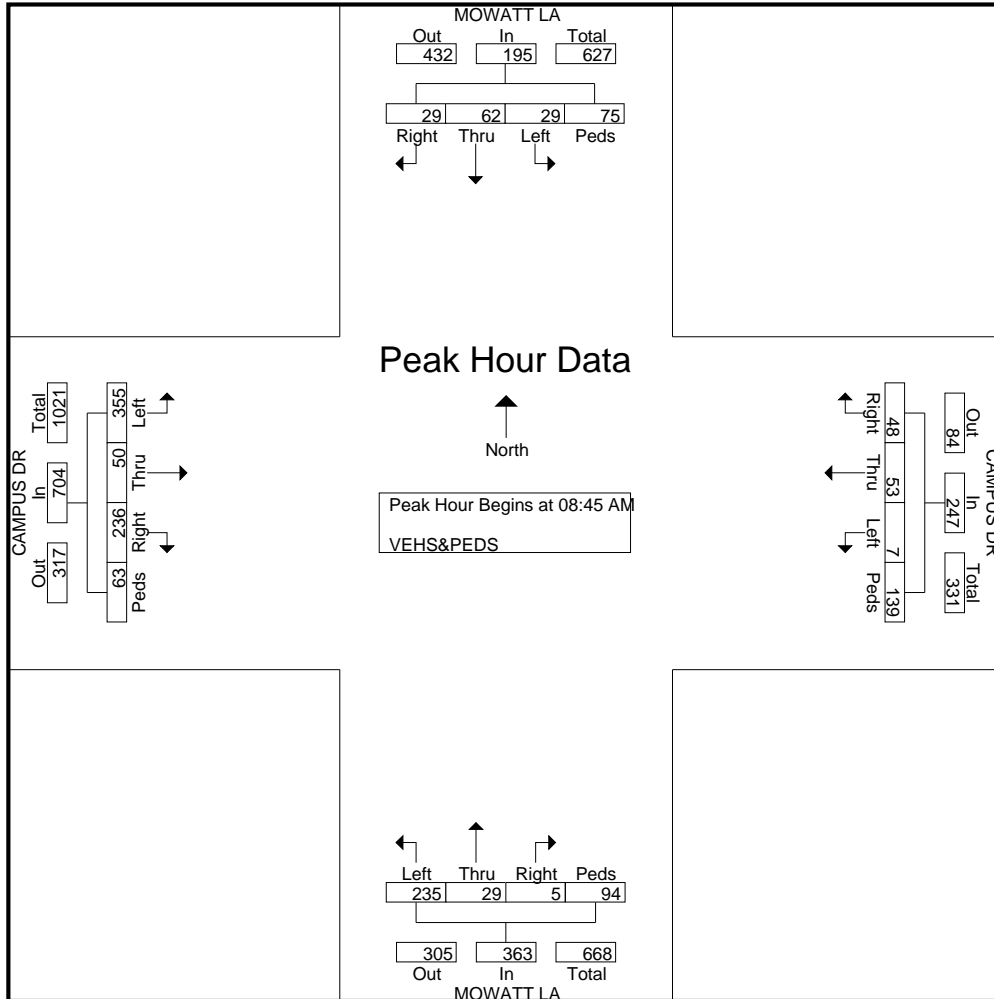 MOWATT LA
Out In Total
432 195 627
29 62 29 75
Right Thru Left Peds
Peak Hour Data
North
Peak Hour Begins at 08:45 AM
VEHS&PEDS
CAMPUS DR
Total In Out
1021 704 317
355 50 236 63
Left Thru Right Peds
Right Thru Left Peds
48 53 7 139
Out In Total
84 247 331
CAMPUS DR
Left Thru Right Peds
235 29 5 94
305 363 668
Out In Total
MOWATT LA